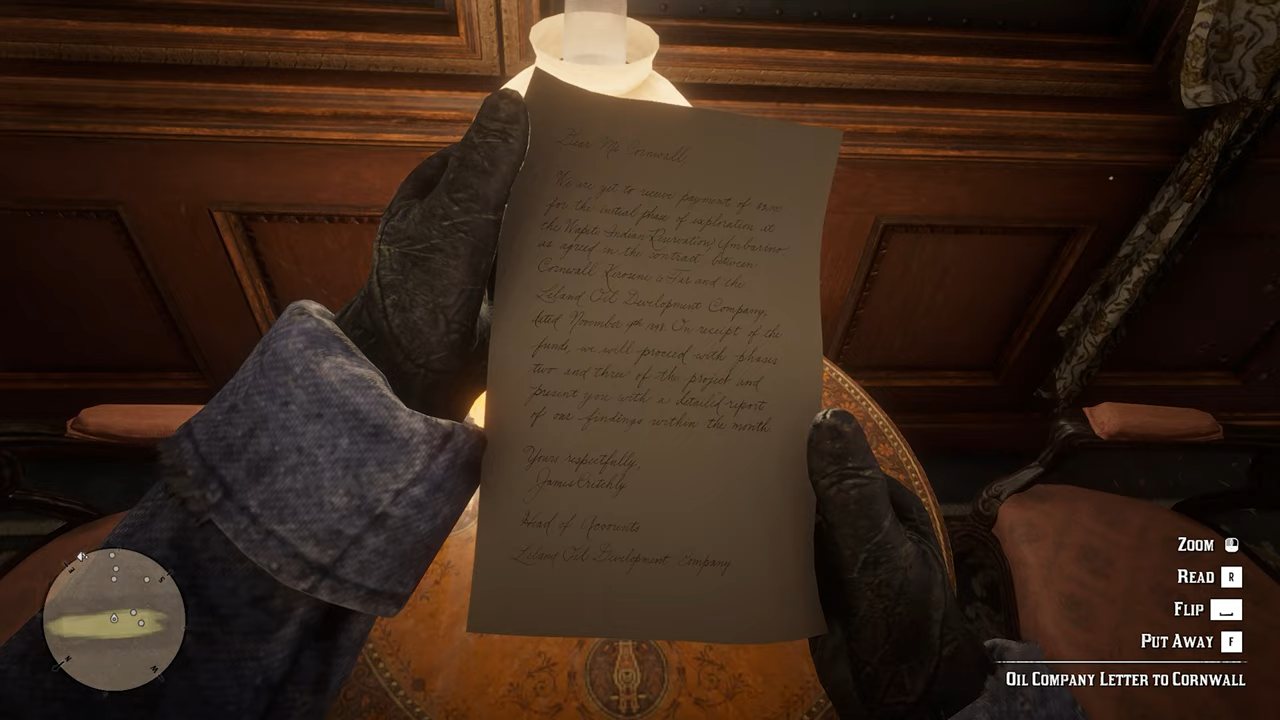 Dear Mr Cornwall,
We are yet to receive payment of
for the initial phase of exploration at
the Wapiti Indian Reservation, Ambarino
as agreed in the contract between
Cornwall Kerosene & Tar and the
Leland Oil Development Company,
dated November 9th 1898. On receipt of the
funds, we will proceed with phases
two and three of the project and
present you with a detailed report
of our findings within the month.
Yours respectfully,
James Critchly
Head of Accounts
Leland Oil Development Company
ZOOM
READ R
FLIP
PUT AWAY F
OIL COMPANY LETTER TO CORNWALL